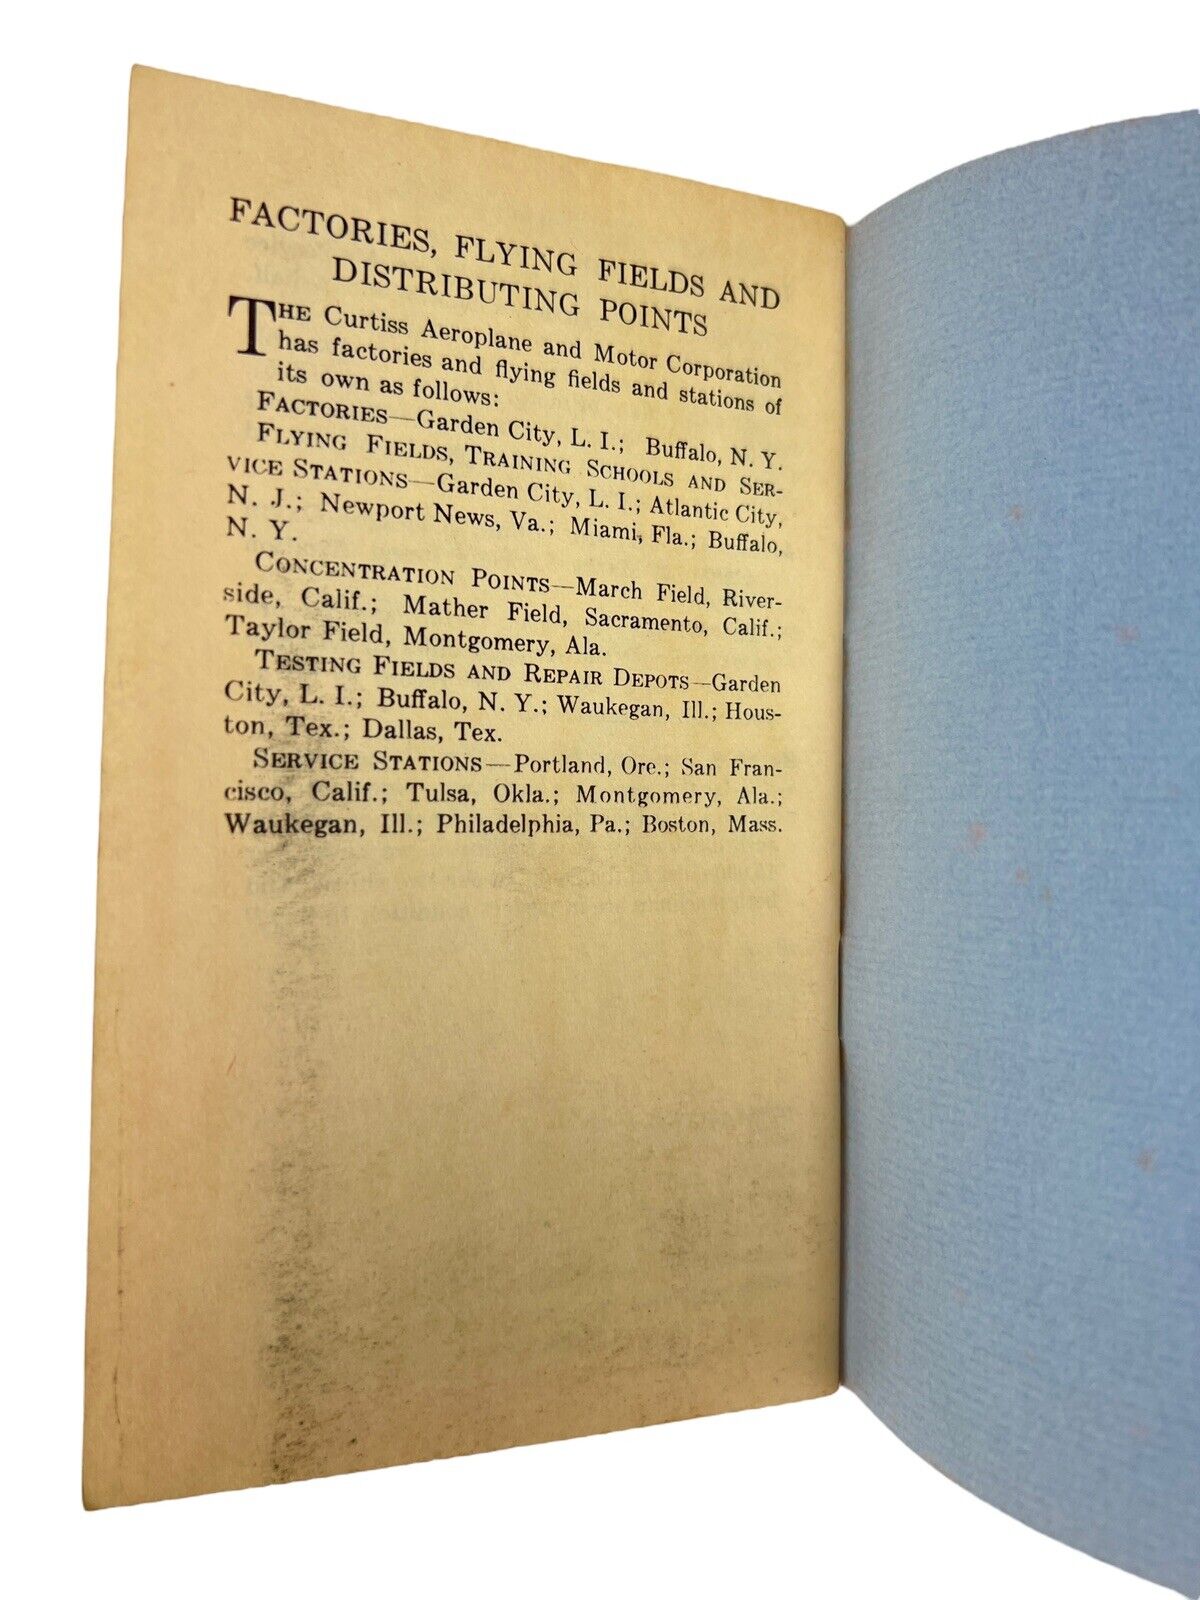 FACTORIES, FLYING FIELDS AND
DISTRIBUTING POINTS
THE Curtiss Aeroplane and Motor Corporation
has factories and flying fields and stations of
its own as follows:
FACTORIES—Garden City, L. I.; Buffalo, N. Y.
FLYING FIELDS, TRAINING SCHOOLS AND SER-
VICE STATIONS—Garden City, L. I.; Atlantic City,
N. J.; Newport News, Va.; Miami, Fla.; Buffalo,
N. Y.
CONCENTRATION POINTS—March Field, River-
side, Calif.; Mather Field, Sacramento, Calif.;
Taylor Field, Montgomery, Ala.
TESTING FIELDS AND REPAIR DEPOTS—Garden
City, L. I.; Buffalo, N. Y.; Waukegan, Ill.; Hous-
ton, Tex.; Dallas, Tex.
SERVICE STATIONS—Portland, Ore.; San Fran-
cisco, Calif.; Tulsa, Okla.; Montgomery, Ala.;
Waukegan, Ill.; Philadelphia, Pa.; Boston, Mass.